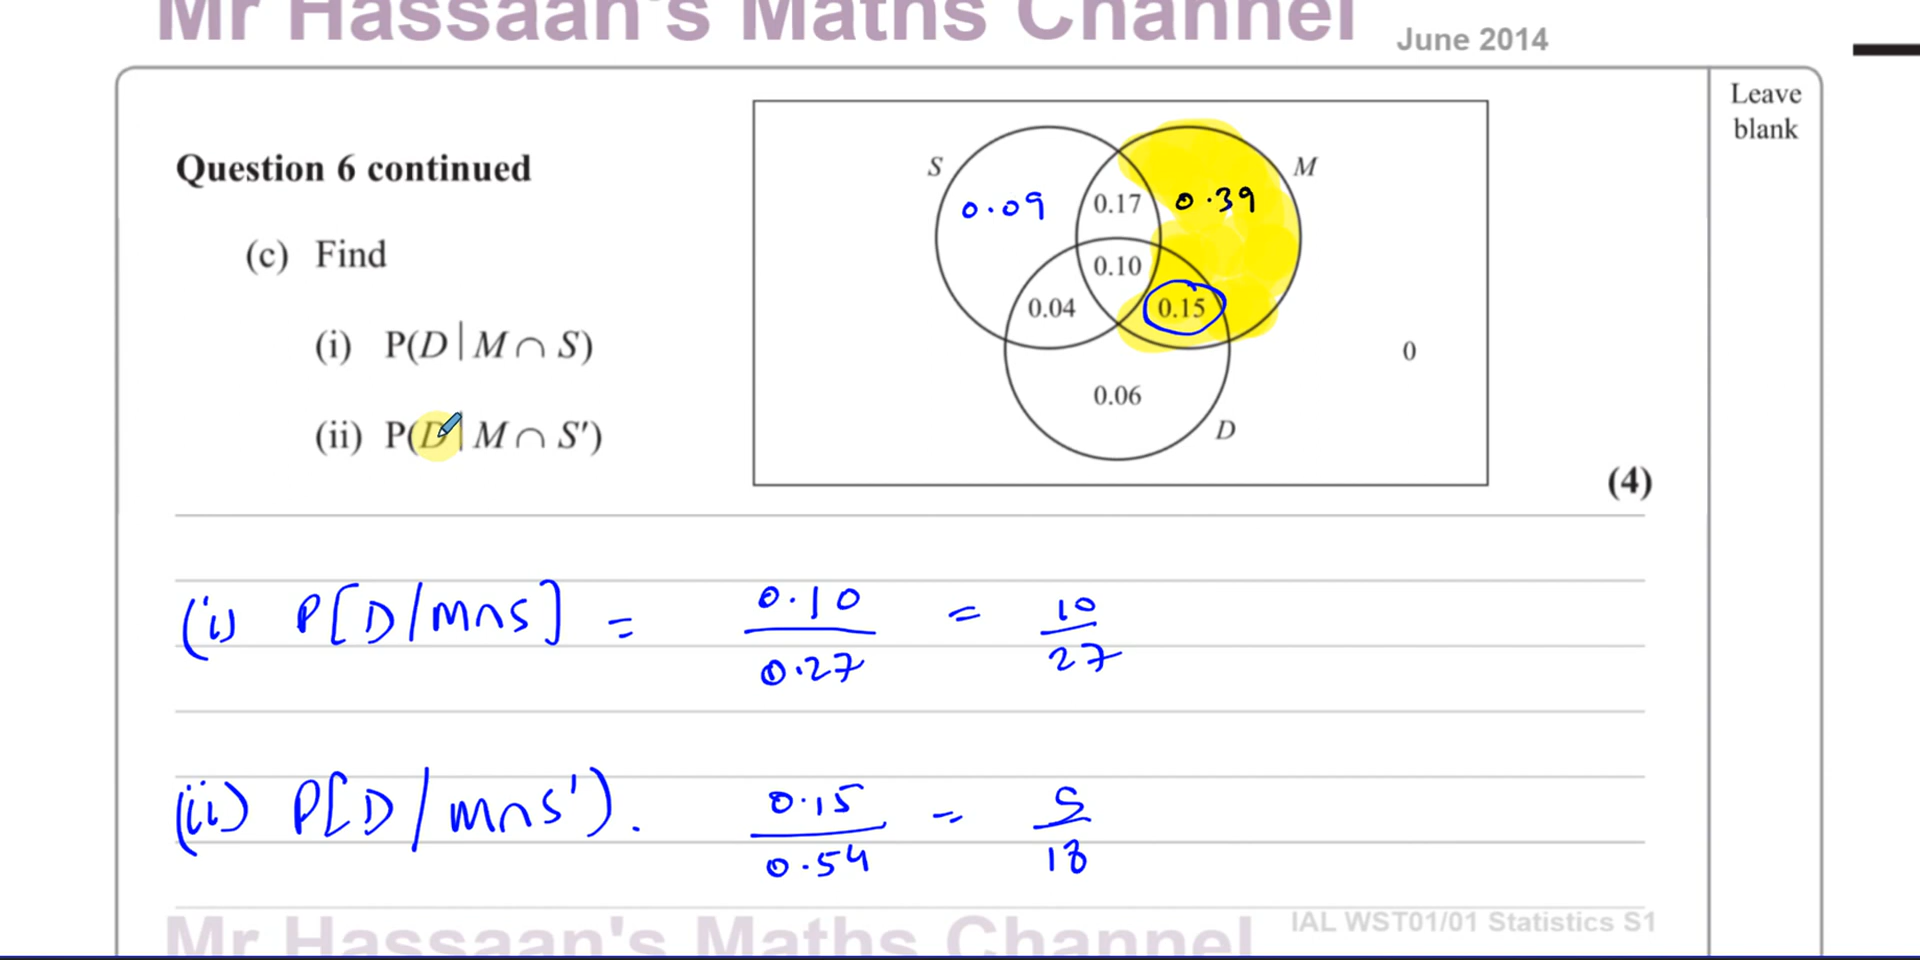 Mr Hassaan's Maths Channel
June 2014
Leave
blank
Question 6 continued
(c) Find
(i) P(D | M ∩ S)
(ii) P(D | M ∩ S')
S
M
0.09
0.17
0.39
0.10
0.04
0.15
0
0.06
D
(4)
(i) P[D/M∩S] = 0.10/0.27 = 10/27
(ii) P[D/M∩S'). 0.15/0.54 = 5/18
Mr Hassaan's Maths Channel
IAL WST01/01 Statistics S1